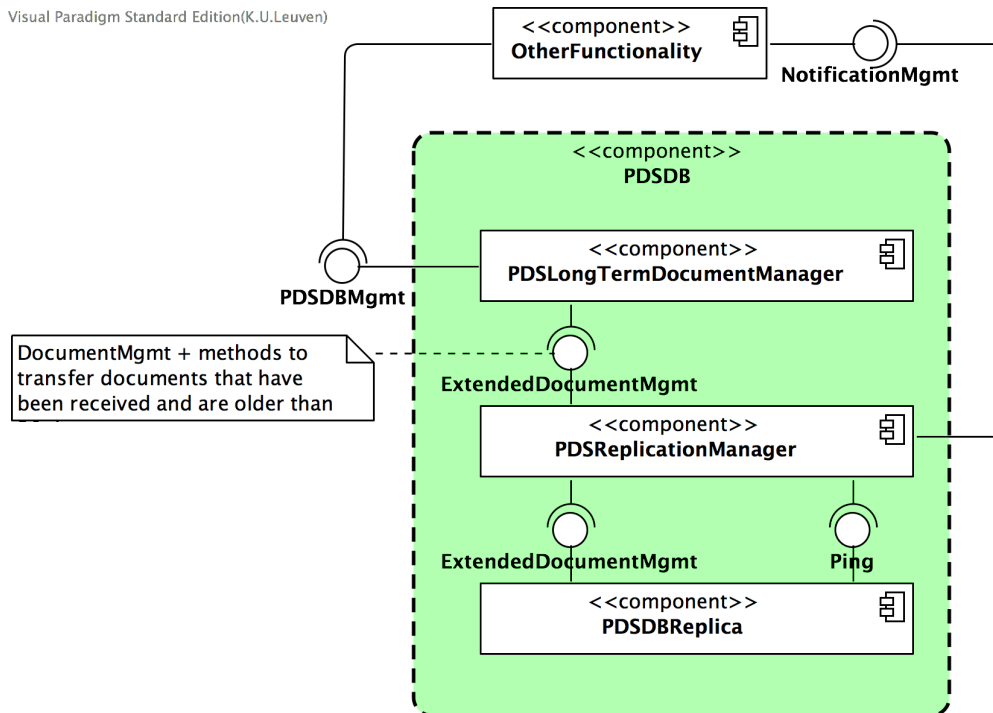 Visual Paradigm Standard Edition(K.U.Leuven)
<<component>>
OtherFunctionality
NotificationMgmt
<<component>>
PDSDB
<<component>>
PDSLongTermDocumentManager
PDSDBMgmt
DocumentMgmt + methods to
transfer documents that have
been received and are older than
ExtendedDocumentMgmt
<<component>>
PDSReplicationManager
ExtendedDocumentMgmt
Ping
<<component>>
PDSDBReplica